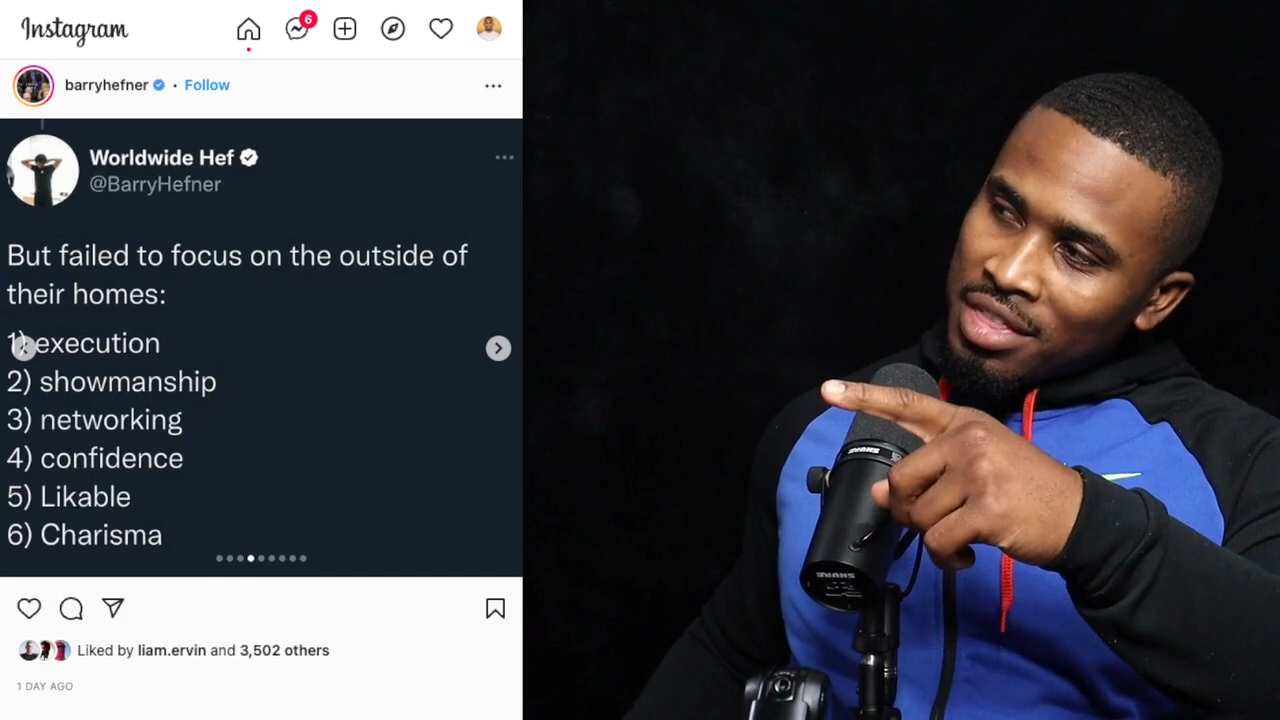 Instagram
6
barryhefner • Follow
Worldwide Hef
@BarryHefner
But failed to focus on the outside of
their homes:
1) execution
2) showmanship
3) networking
4) confidence
5) Likable
6) Charisma
Liked by liam.ervin and 3,502 others
1 DAY AGO
SHURE
SHURE